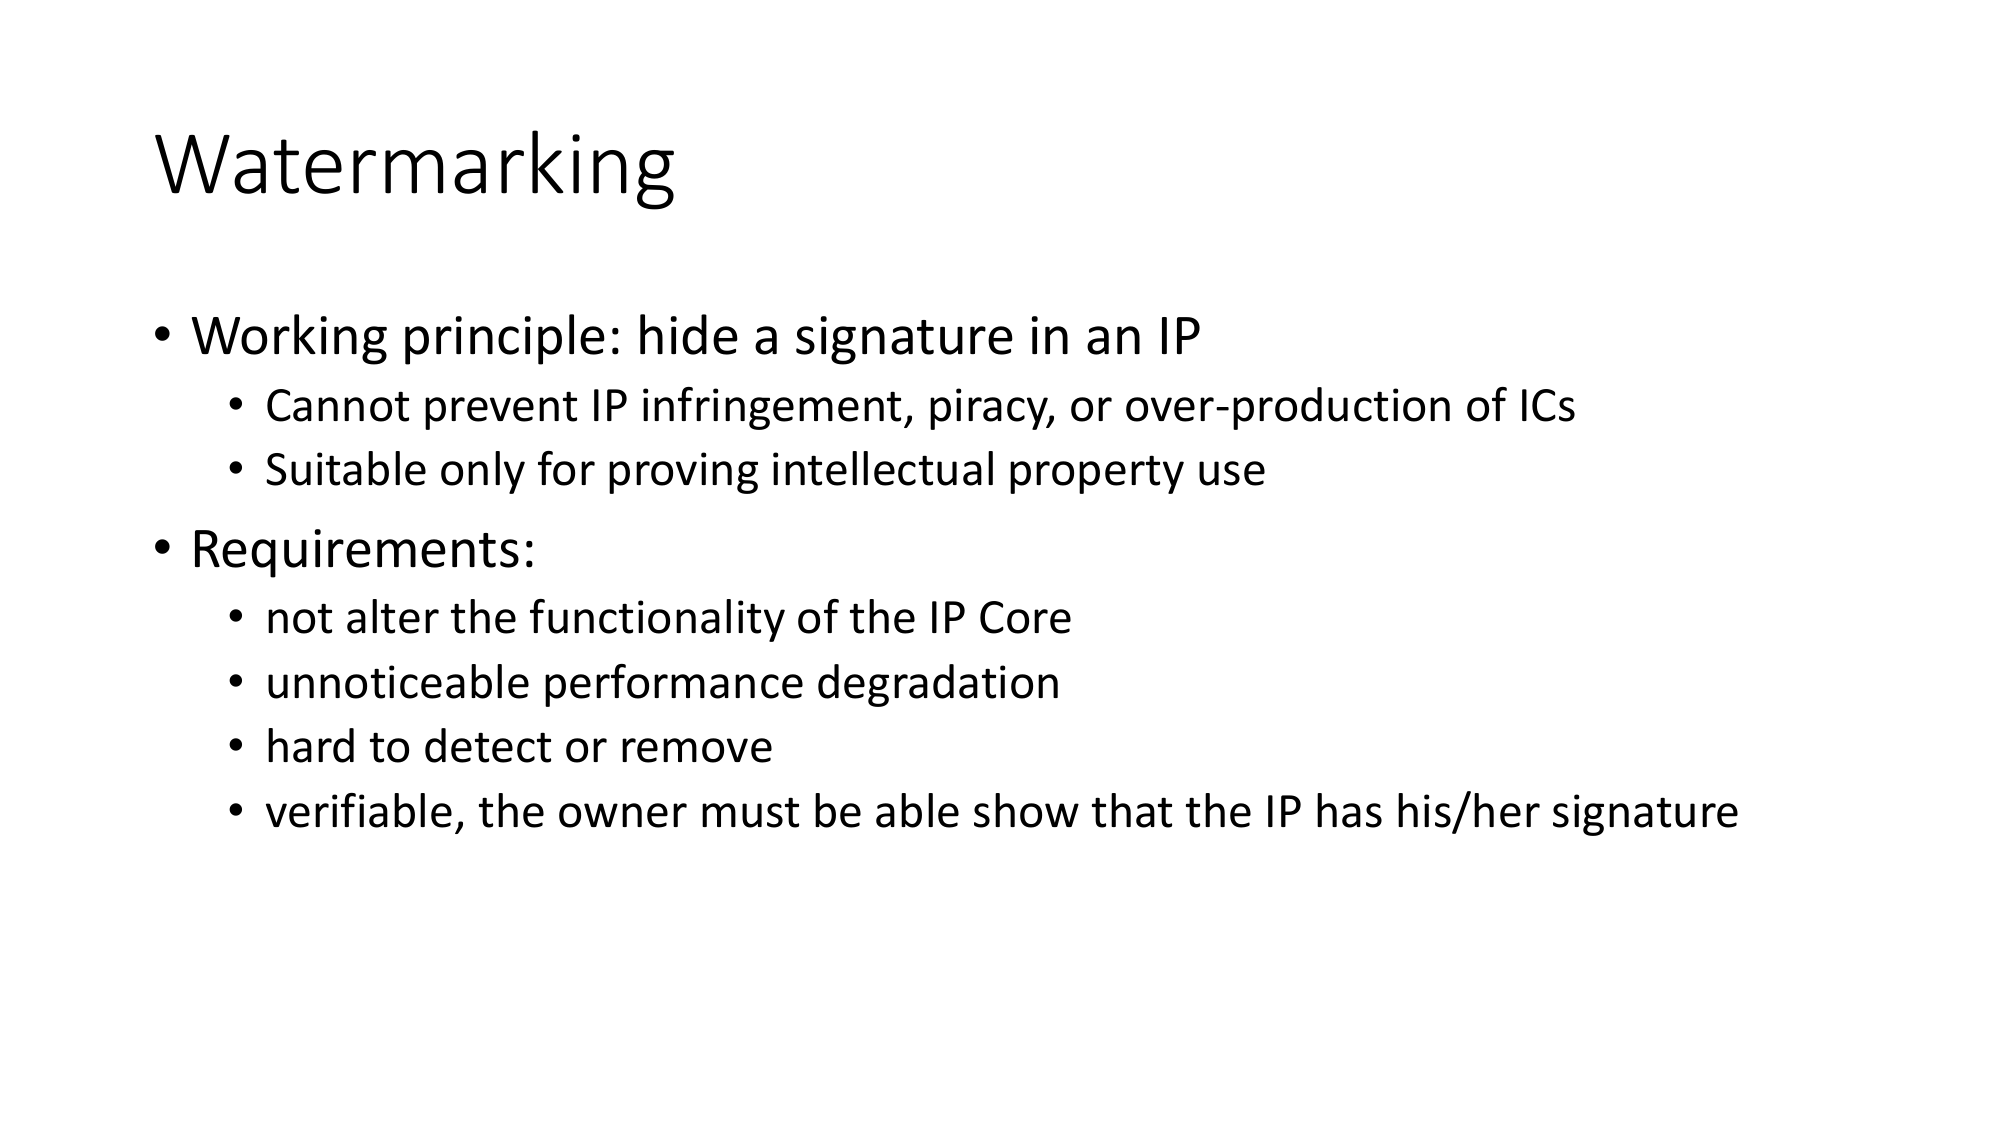 Watermarking
• Working principle: hide a signature in an IP
• Cannot prevent IP infringement, piracy, or over-production of ICs
• Suitable only for proving intellectual property use
• Requirements:
• not alter the functionality of the IP Core
• unnoticeable performance degradation
• hard to detect or remove
• verifiable, the owner must be able show that the IP has his/her signature